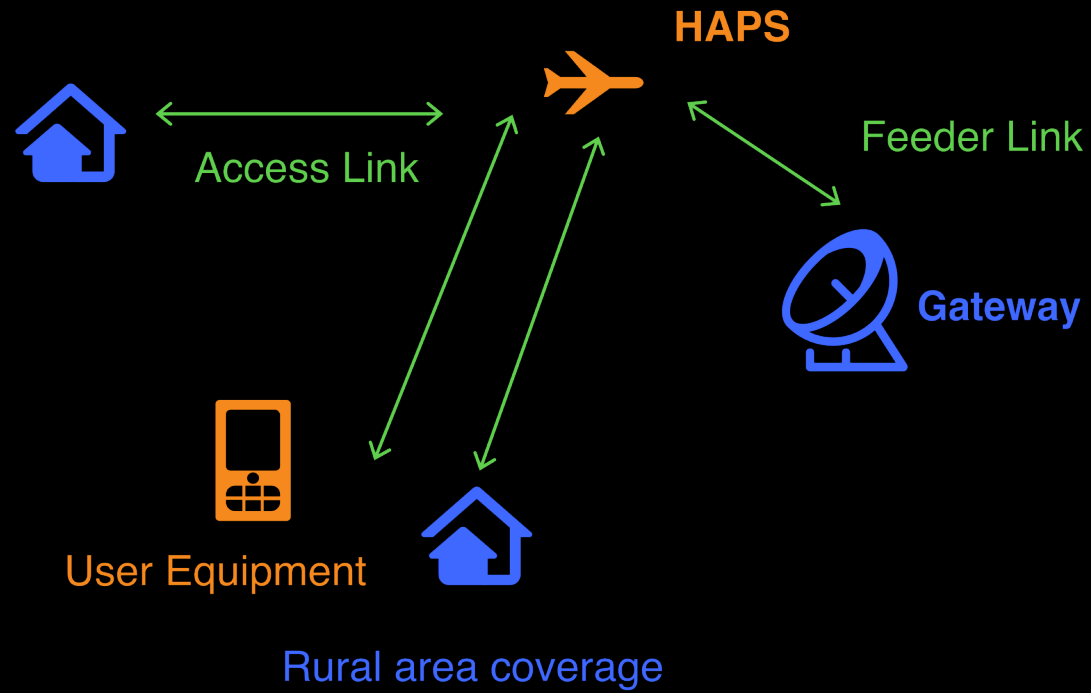 HAPS
Feeder Link
Access Link
Gateway
User Equipment
Rural area coverage